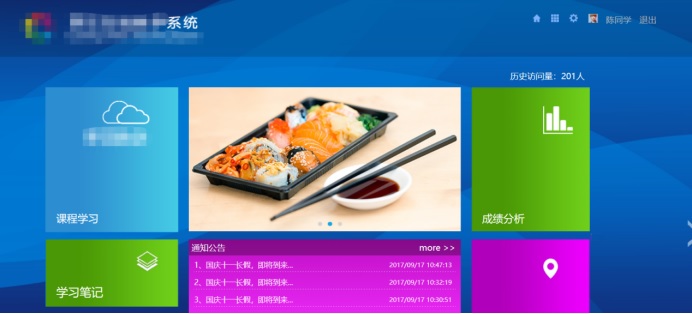 系统
陈同学 退出
历史访问量：201人
课程学习
成绩分析
学习笔记
通知公告 more >>
1、国庆十一长假，即将到来... 2017/09/17 10:47:13
2、国庆十一长假，即将到来... 2017/09/17 10:32:19
3、国庆十一长假，即将到来... 2017/09/17 10:30:51